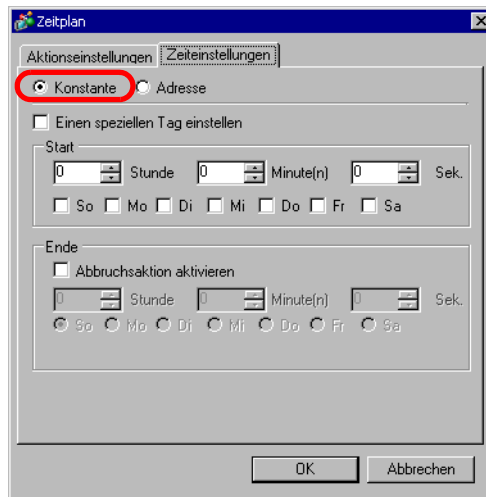 Zeitplan
Aktionseinstellungen Zeiteinstellungen
Konstante Adresse
Einen speziellen Tag einstellen
Start
0 Stunde 0 Minute(n) 0 Sek.
So Mo Di Mi Do Fr Sa
Ende
Abbruchsaktion aktivieren
0 Stunde 0 Minute(n) 0 Sek.
So Mo Di Mi Do Fr Sa
OK Abbrechen